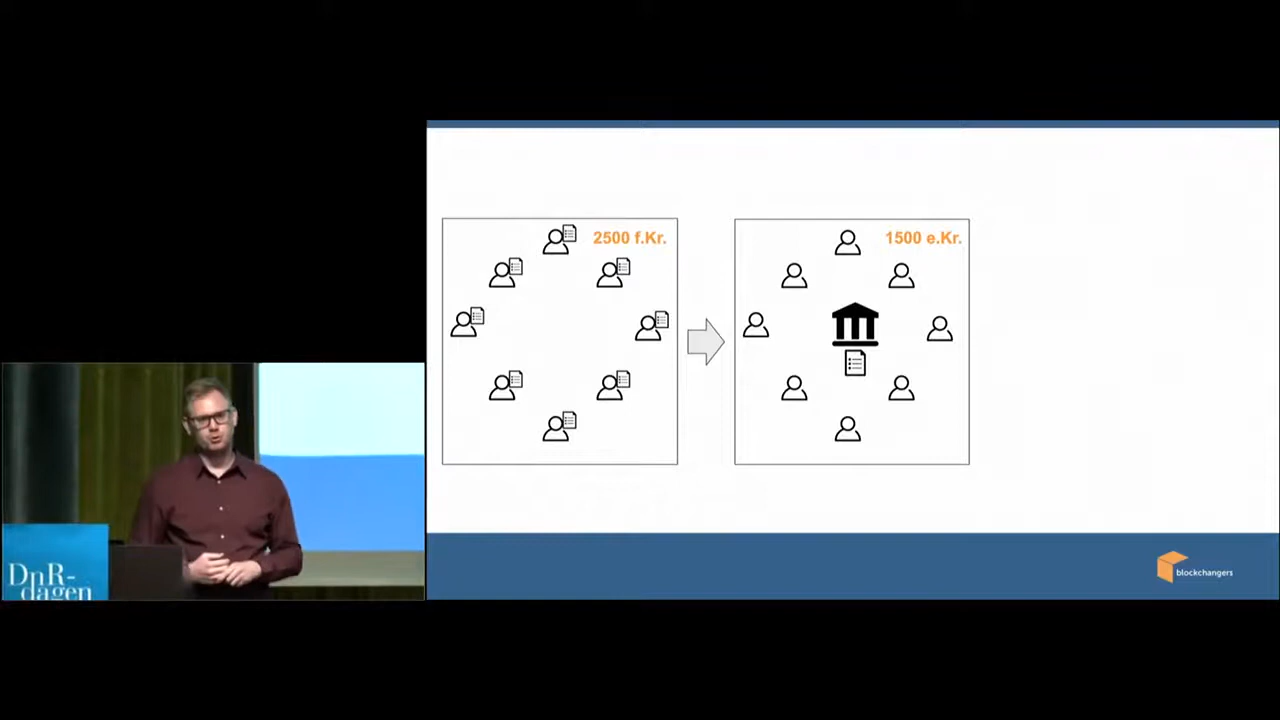 2500 f.Kr.
1500 e.Kr.
DnR-
dagen
blockchangers